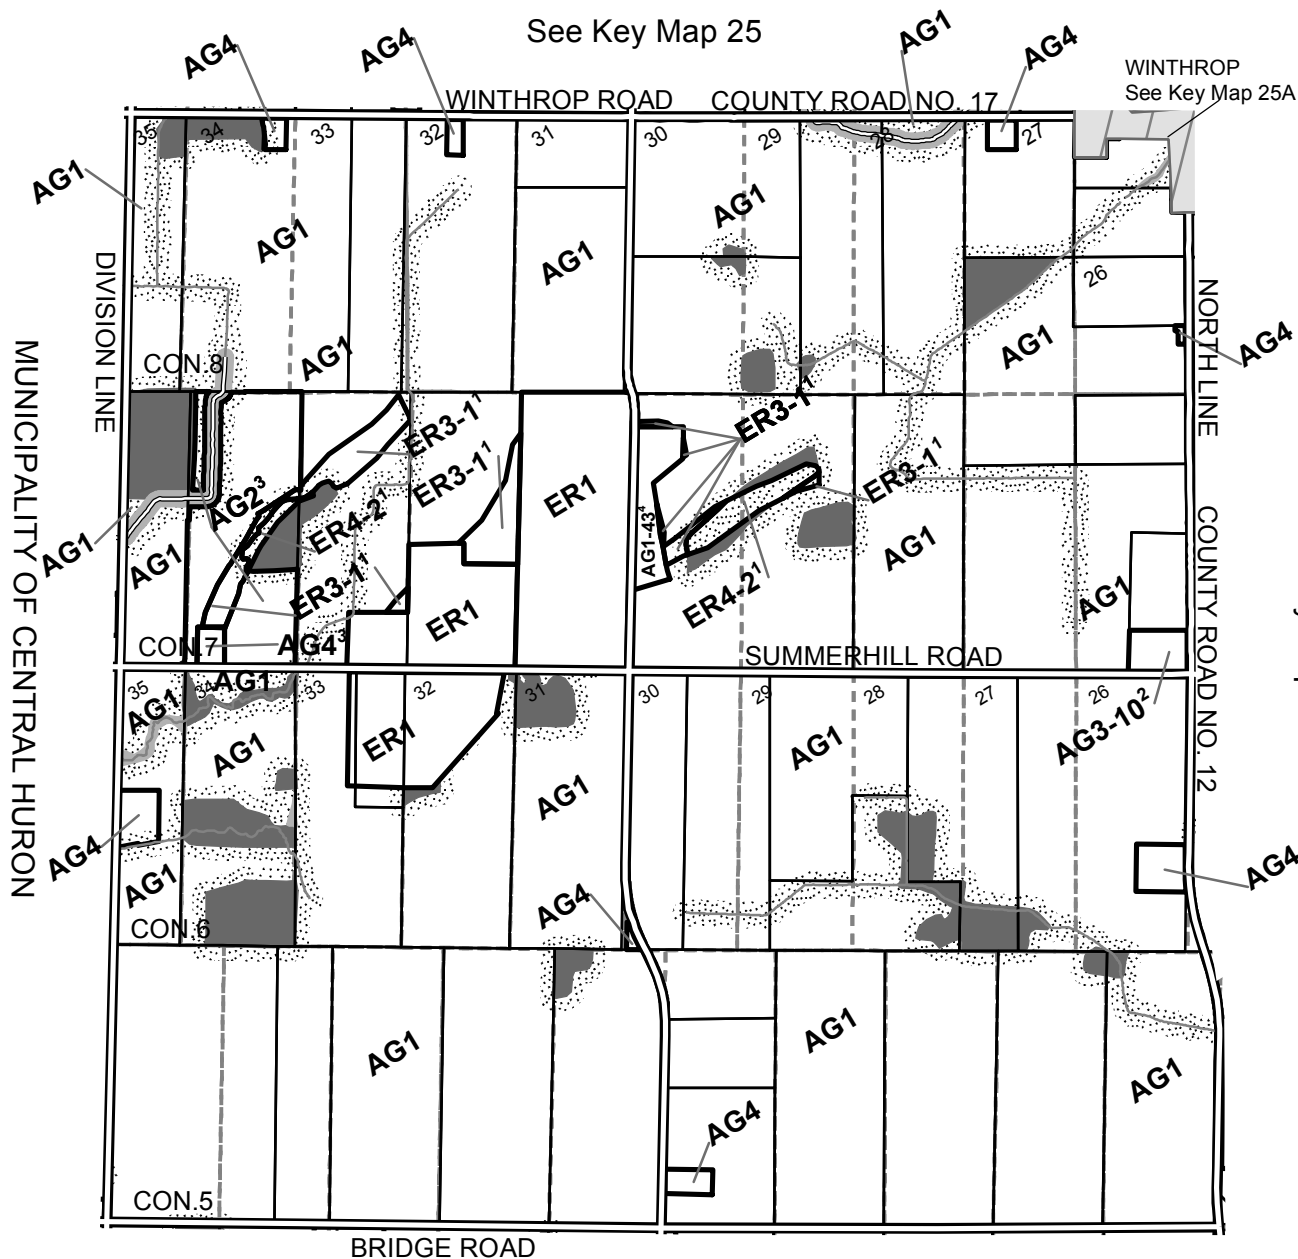 See Key Map 25
AG4
AG4
AG1
AG4
WINTHROP
See Key Map 25A
WINTHROP ROAD
COUNTY ROAD NO. 17
35
34
33
32
31
30
29
28
27
AG1
AG1
AG1
AG1
26
DIVISION LINE
NORTH LINE
AG4
CON.8
AG1
AG1
MUNICIPALITY OF CENTRAL HURON
ER3-1¹
ER3-1¹
ER3-1¹
ER3-1¹
AG2³
ER1
AG1-43⁴
ER4-2¹
AG1
AG1
AG1
COUNTY ROAD NO. 12
ER3-1¹
ER1
ER4-2¹
AG1
CON.7
AG4³
SUMMERHILL ROAD
35
34
33
32
31
30
29
28
27
26
AG1
AG1
AG1
ER1
AG1
AG3-10²
AG1
AG4
AG1
AG4
AG4
CON.6
AG1
AG1
AG1
AG4
CON.5
BRIDGE ROAD